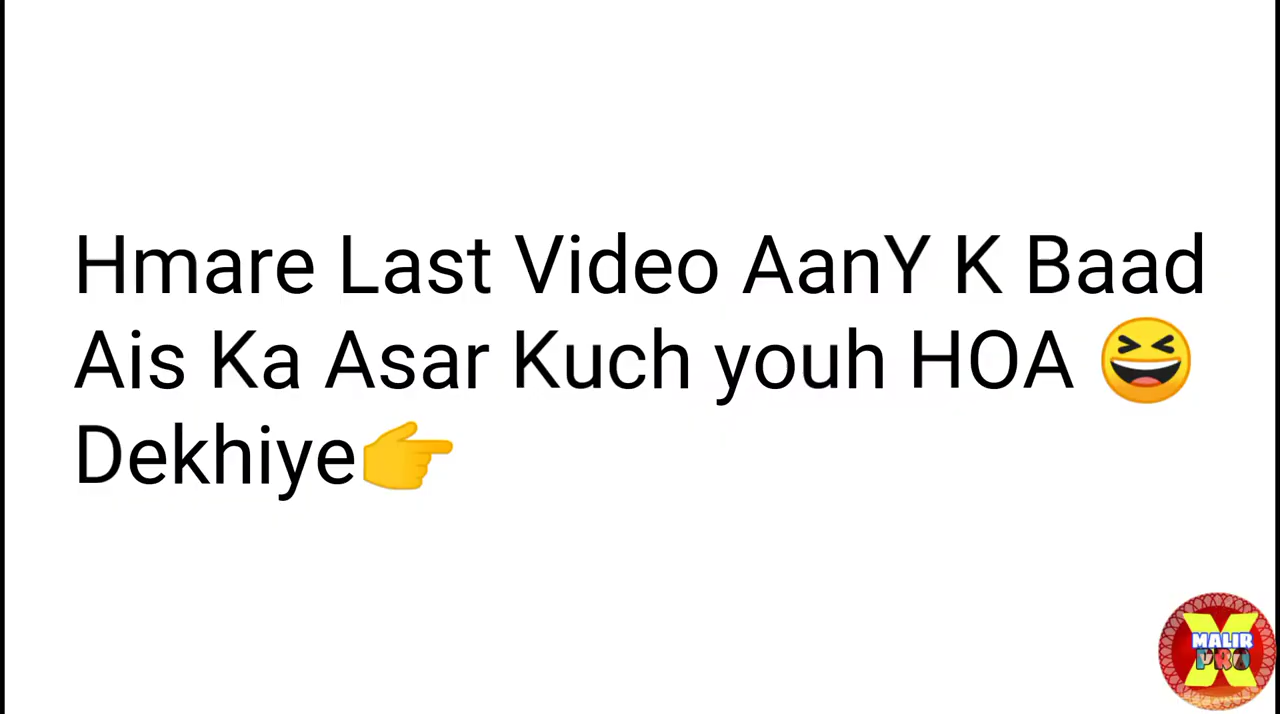 Hmare Last Video AanY K Baad
Ais Ka Asar Kuch youh HOA 😆
Dekhiye👉
MALIR
PRO